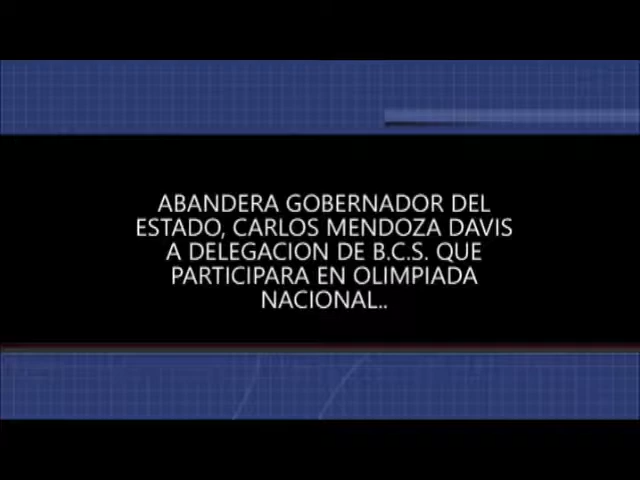 ABANDERA GOBERNADOR DEL
ESTADO, CARLOS MENDOZA DAVIS
A DELEGACION DE B.C.S. QUE
PARTICIPARA EN OLIMPIADA
NACIONAL..